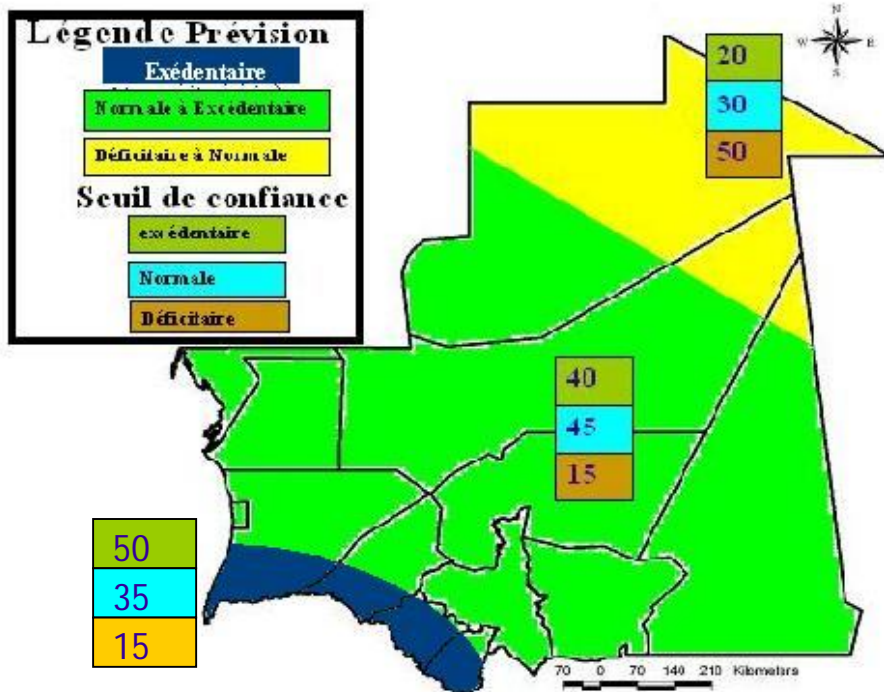 Légende Prévision
Exédentaire
Normale à Excédentaire
Déficitaire à Normale
Seuil de confiance
excédentaire
Normale
Déficitaire
N
W E
S
20
30
50
40
45
15
50
35
15
70 0 70 140 210 Kilometers